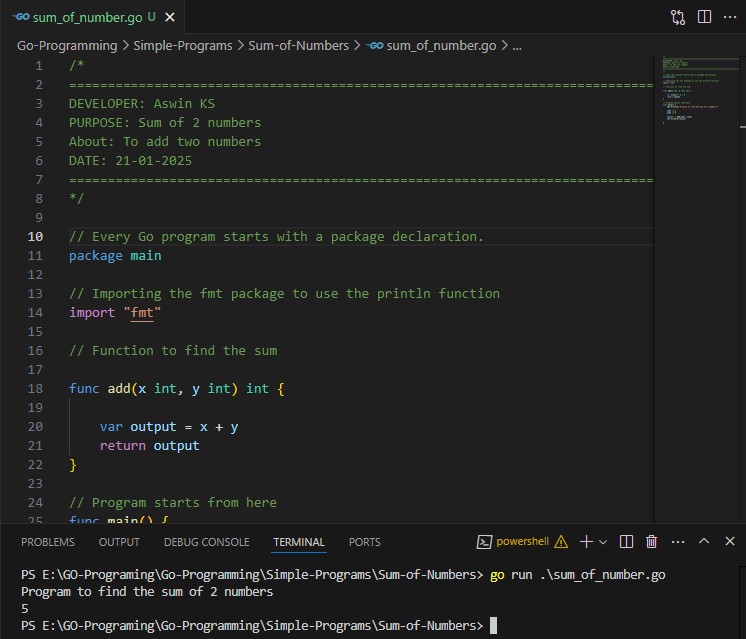 GO sum_of_number.go U
Go-Programming > Simple-Programs > Sum-of-Numbers > GO sum_of_number.go > ...
1 /*
2 ============================================================================
3 DEVELOPER: Aswin KS
4 PURPOSE: Sum of 2 numbers
5 About: To add two numbers
6 DATE: 21-01-2025
7 ============================================================================
8 */
9
10 // Every Go program starts with a package declaration.
11 package main
12
13 // Importing the fmt package to use the println function
14 import "fmt"
15
16 // Function to find the sum
17
18 func add(x int, y int) int {
19
20 var output = x + y
21 return output
22 }
23
24 // Program starts from here
25 func main() {
PROBLEMS OUTPUT DEBUG CONSOLE TERMINAL PORTS powershell
PS E:\GO-Programing\Go-Programming\Simple-Programs\Sum-of-Numbers> go run .\sum_of_number.go
Program to find the sum of 2 numbers
5
PS E:\GO-Programing\Go-Programming\Simple-Programs\Sum-of-Numbers>